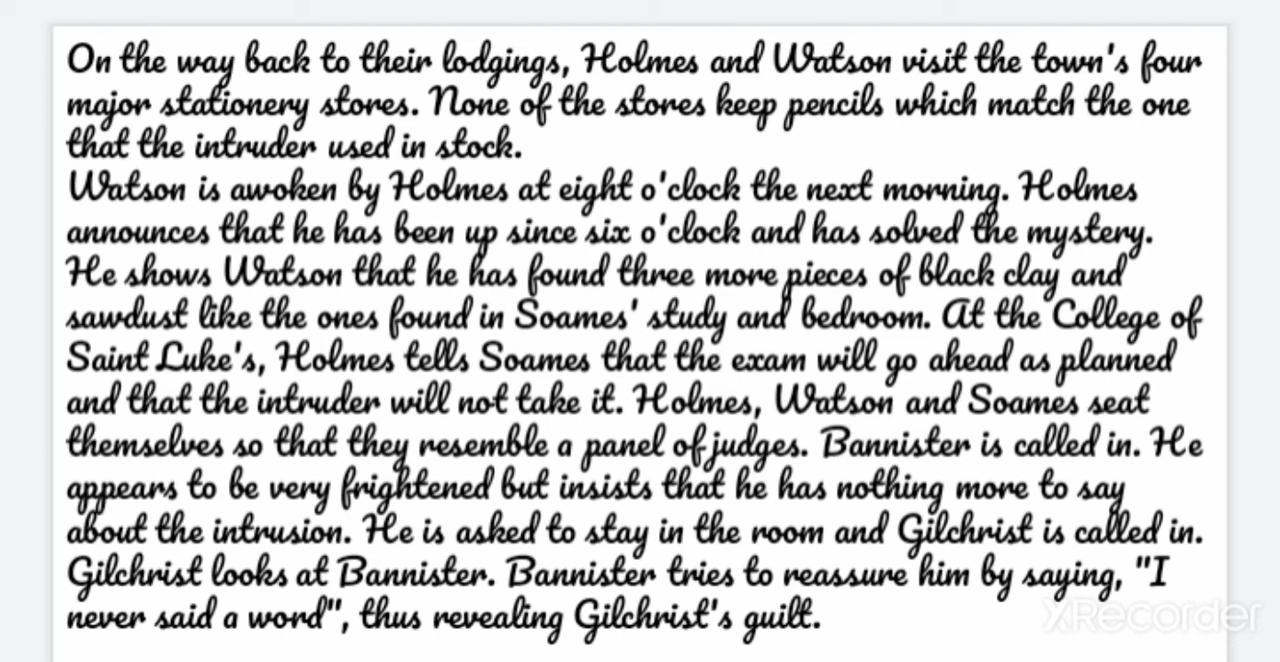 On the way back to their lodgings, Holmes and Watson visit the town's four
major stationery stores. None of the stores keep pencils which match the one
that the intruder used in stock.
Watson is awoken by Holmes at eight o'clock the next morning. Holmes
announces that he has been up since six o'clock and has solved the mystery.
He shows Watson that he has found three more pieces of black clay and
sawdust like the ones found in Soames' study and bedroom. At the College of
Saint Luke's, Holmes tells Soames that the exam will go ahead as planned
and that the intruder will not take it. Holmes, Watson and Soames seat
themselves so that they resemble a panel of judges. Bannister is called in. He
appears to be very frightened but insists that he has nothing more to say
about the intrusion. He is asked to stay in the room and Gilchrist is called in.
Gilchrist looks at Bannister. Bannister tries to reassure him by saying, "I
never said a word", thus revealing Gilchrist's guilt.
XRecorder